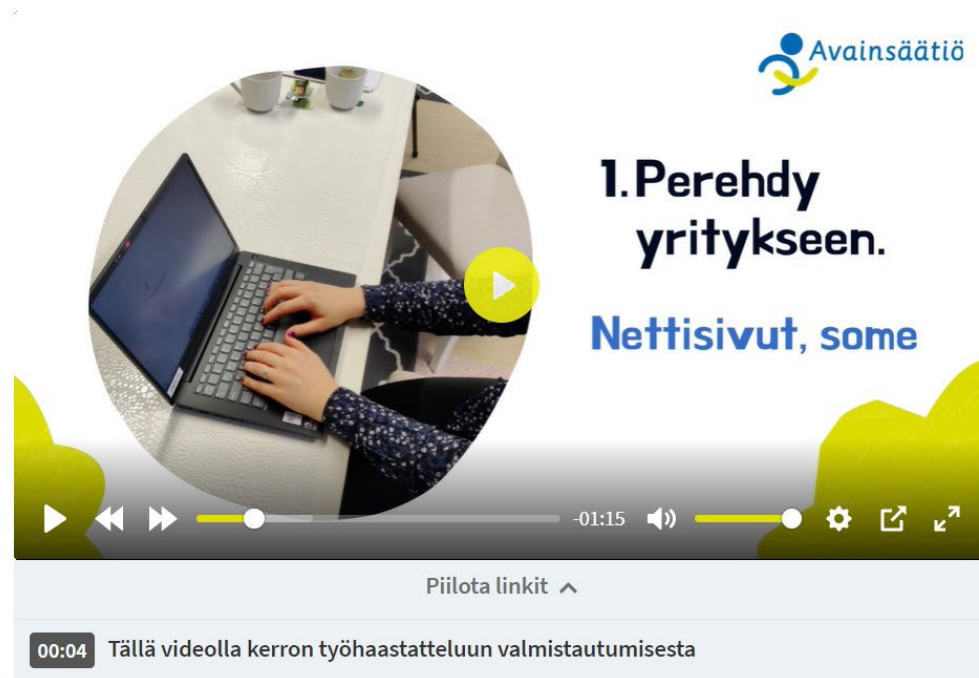 Avainsäätiö
1. Perehdy
yritykseen.
Nettisivut, some
-01:15
Piilota linkit
00:04 Tällä videolla kerron työhaastatteluun valmistautumisesta